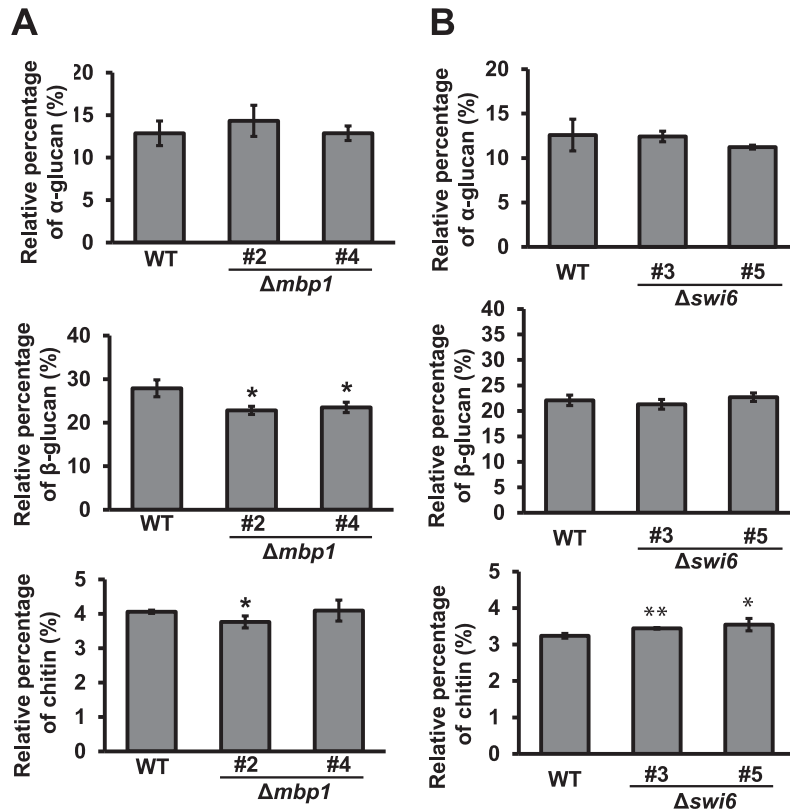 A
Relative percentage
of α-glucan (%)
20
15
10
5
0
WT
#2
#4
Δmbp1
Relative percentage
of β-glucan (%)
40
30
20
10
0
*
*
WT
#2
#4
Δmbp1
Relative percentage
of chitin (%)
5
4
3
2
1
0
*
WT
#2
#4
Δmbp1
B
Relative percentage
of α-glucan (%)
20
15
10
5
0
WT
#3
#5
Δswi6
Relative percentage
of β-glucan (%)
40
35
30
25
20
15
10
5
0
WT
#3
#5
Δswi6
Relative percentage
of chitin (%)
5
4
3
2
1
0
**
*
WT
#3
#5
Δswi6